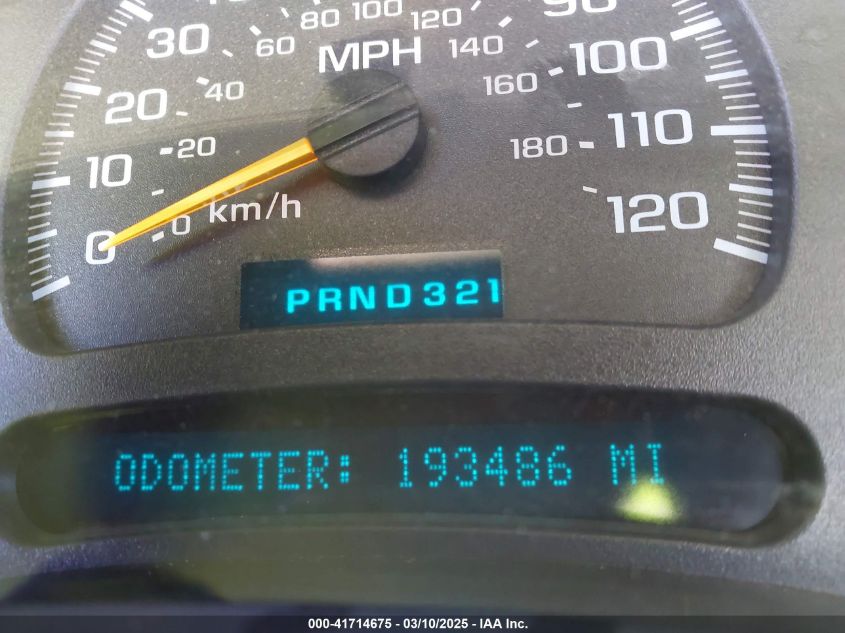 80 100 120 90
30 60 MPH 140 100
20 40 160
10 20 180 110
0 0 km/h 120
PRND321
ODOMETER: 193486 MI
000-41714675 - 03/10/2025 - IAA Inc.